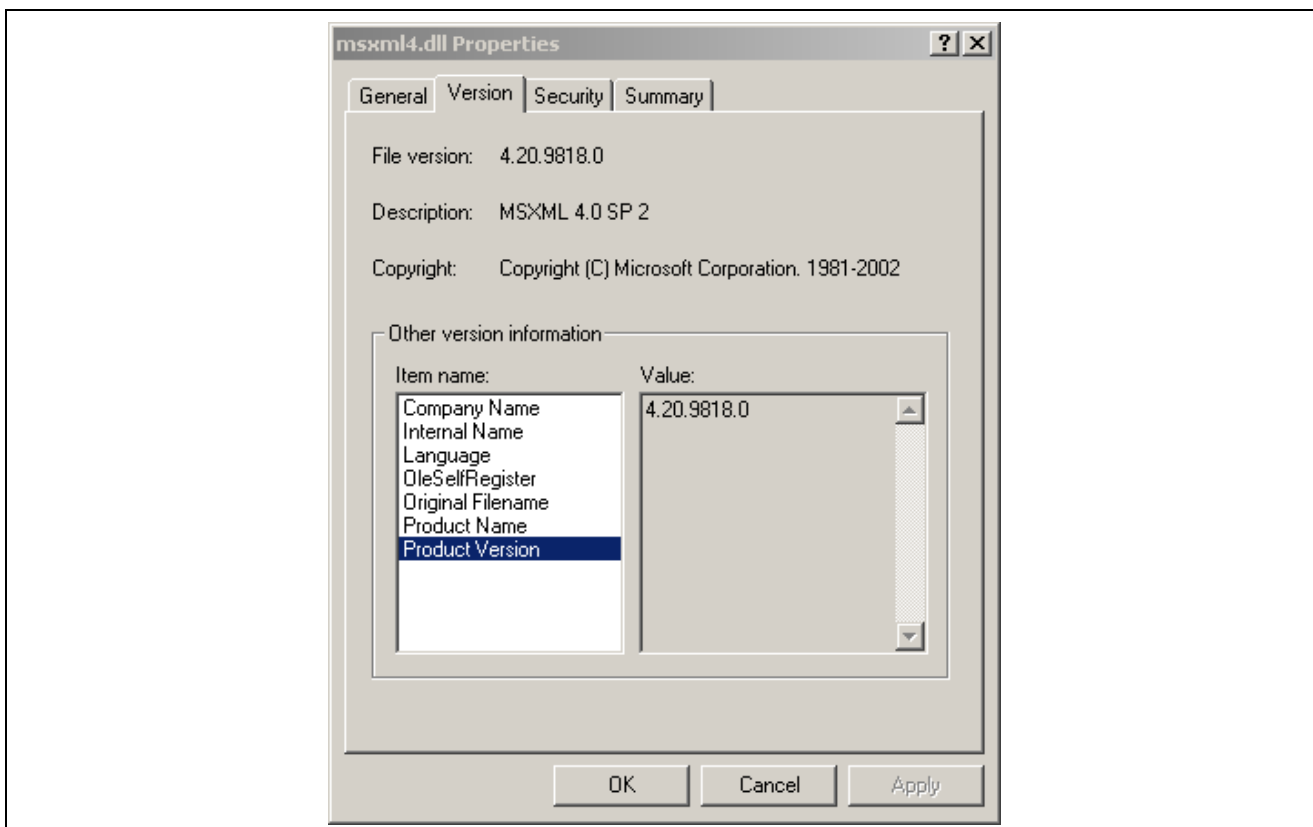 msxml4.dll Properties
General Version Security Summary
File version: 4.20.9818.0
Description: MSXML 4.0 SP 2
Copyright: Copyright (C) Microsoft Corporation. 1981-2002
Other version information
Item name: Value:
Company Name 4.20.9818.0
Internal Name
Language
OleSelfRegister
Original Filename
Product Name
Product Version
OK Cancel Apply